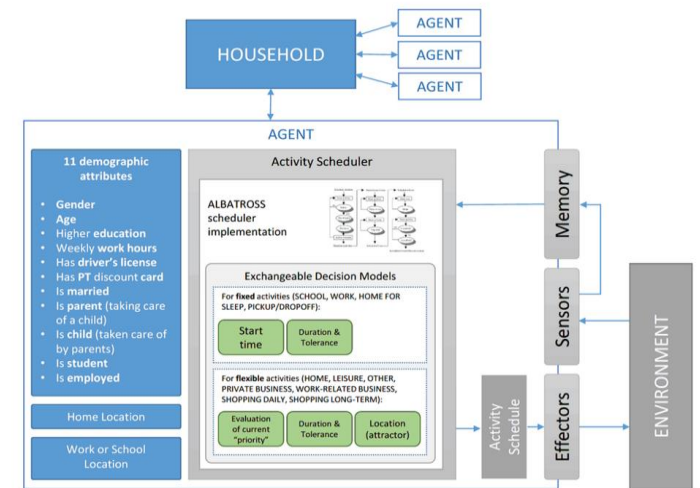 HOUSEHOLD
AGENT
AGENT
AGENT
AGENT
11 demographic
attributes
• Gender
• Age
• Higher education
• Weekly work hours
• Has driver's license
• Has PT discount card
• Is married
• Is parent (taking care
of a child)
• Is child (taken care of
by parents)
• Is student
• Is employed
Home Location
Work or School
Location
Activity Scheduler
ALBATROSS
scheduler
implementation
Exchangeable Decision Models
For fixed activities (SCHOOL, WORK, HOME FOR
SLEEP, PICKUP/DROPOFF):
Start
time
Duration &
Tolerance
For flexible activities (HOME, LEISURE, OTHER,
PRIVATE BUSINESS, WORK-RELATED BUSINESS,
SHOPPING DAILY, SHOPPING LONG-TERM):
Evaluation
of current
"priority"
Duration &
Tolerance
Location
(attractor)
Activity
Schedule
Memory
Sensors
Effectors
ENVIRONMENT